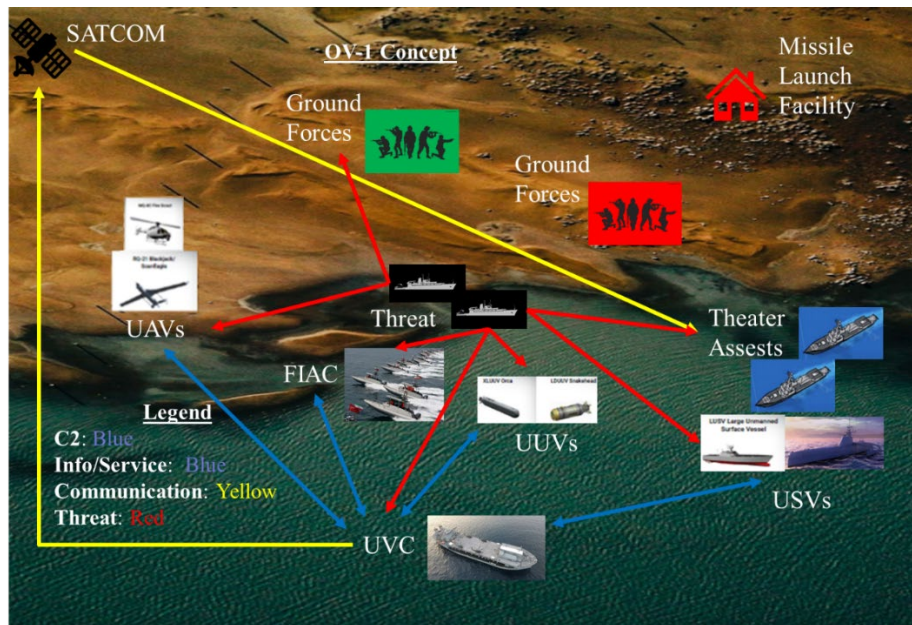 SATCOM
OV-1 Concept
Missile
Launch
Facility
Ground
Forces
Ground
Forces
MQ-8C Fire Scout
RQ-21 Blackjack/
ScanEagle
UAVs
Threat
Theater
Assests
FIAC
XLUUV Orca
LDUUV Snakehead
UUVs
LUSV Large Unmanned
Surface Vessel
USVs
Legend
C2: Blue
Info/Service: Blue
Communication: Yellow
Threat: Red
UVC